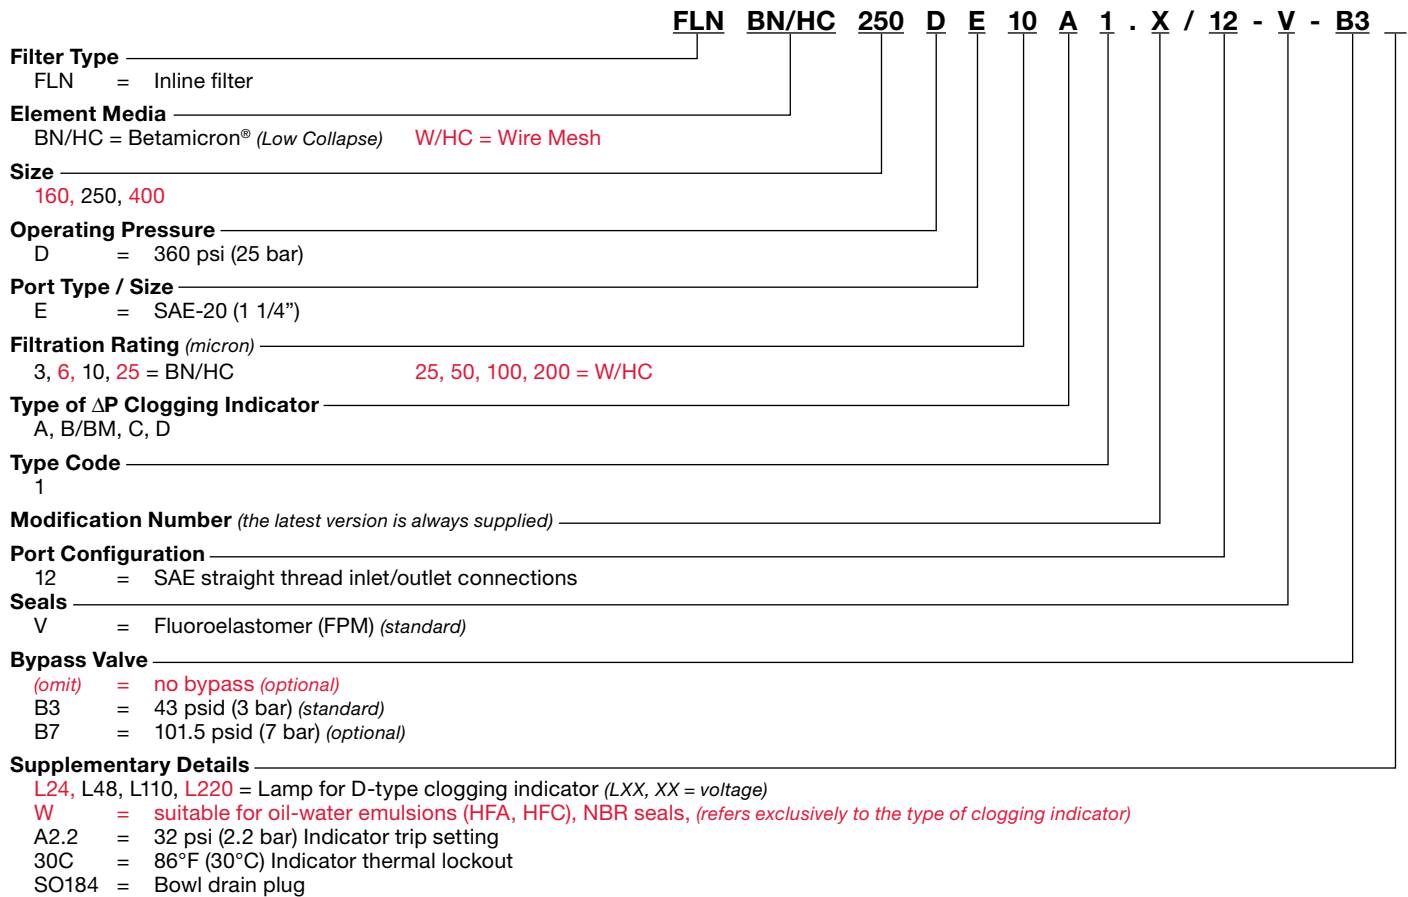 FLN BN/HC 250 D E 10 A 1 . X / 12 - V - B3 _
Filter Type
FLN = Inline filter
Element Media
BN/HC = Betamicron® (Low Collapse) W/HC = Wire Mesh
Size
160, 250, 400
Operating Pressure
D = 360 psi (25 bar)
Port Type / Size
E = SAE-20 (1 1/4”)
Filtration Rating (micron)
3, 6, 10, 25 = BN/HC 25, 50, 100, 200 = W/HC
Type of ∆P Clogging Indicator
A, B/BM, C, D
Type Code
1
Modification Number (the latest version is always supplied)
Port Configuration
12 = SAE straight thread inlet/outlet connections
Seals
V = Fluoroelastomer (FPM) (standard)
Bypass Valve
(omit) = no bypass (optional)
B3 = 43 psid (3 bar) (standard)
B7 = 101.5 psid (7 bar) (optional)
Supplementary Details
L24, L48, L110, L220 = Lamp for D-type clogging indicator (LXX, XX = voltage)
W = suitable for oil-water emulsions (HFA, HFC), NBR seals, (refers exclusively to the type of clogging indicator)
A2.2 = 32 psi (2.2 bar) Indicator trip setting
30C = 86°F (30°C) Indicator thermal lockout
SO184 = Bowl drain plug